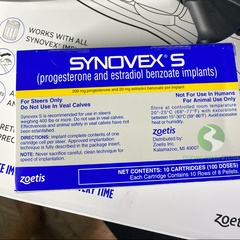 WORKS WITH ALL
SYNOVEX
SYNOVEX® S
(progesterone and estradiol benzoate implants)
200 mg progesterone and 20 mg estradiol benzoate per implant
For Steers Only
Do Not Use in Veal Calves
Synovex S is recommended for use in steers
weighing 400 lbs or more. Do not use in veal calves.
Effectiveness and animal safety in veal calves have not
been established.
DIRECTIONS: Implant complete contents of one
cartridge cell per steer. Approved implantation
technique is fully described in the package insert.
NOTE: Never sacrifice careful, clean technique for
speed of implantation.
Not For Use in Humans
For Animal Use Only
Store at controlled room temperature
20°-25°C (68°-77°F) with excursions
between 15°-30°C (59°-86°F). Avoid excessive
heat or humidity.
Distributed by:
Zoetis Inc.
Kalamazoo, MI 49007
zoetis
NET CONTENTS: 10 CARTRIDGES (100 DOSES)
Each Cartridge Contains 10 Rows of 8 Pellets
TIME
zoetis